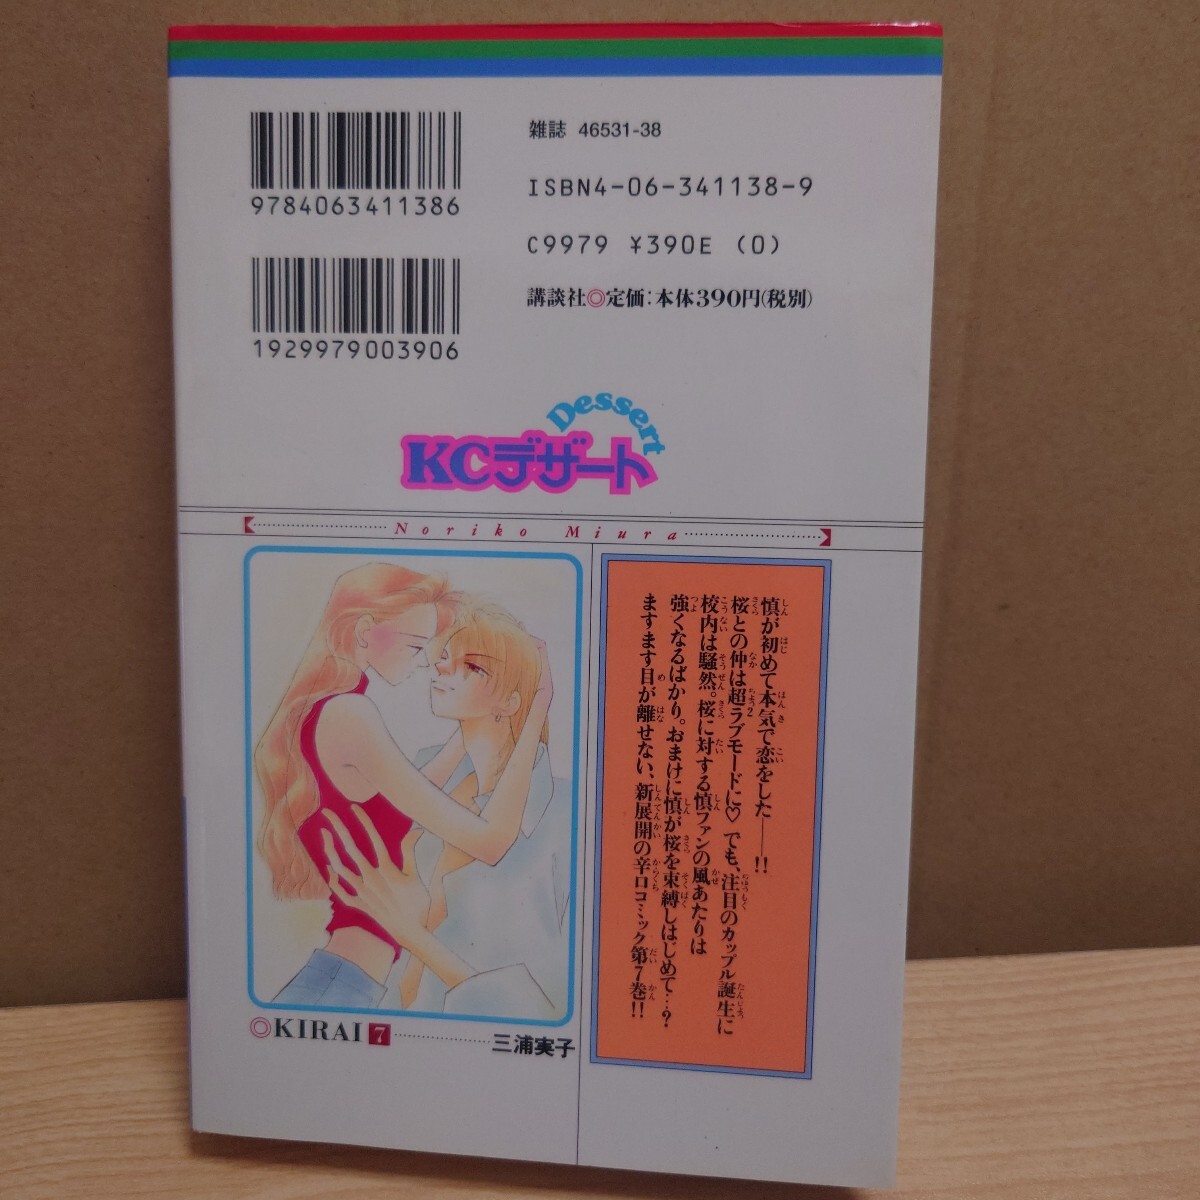 雑誌 46531-38
9784063411386
ISBN4-06-341138-9
C9979 ¥390E (0)
1929979003906
講談社◎定価:本体390円(税別)
Dessert
KCデザート
Noriko Miura
慎が初めて本気で恋をした——!!
桜との仲は超ラブモードに♡ でも、注目のカップル誕生に
校内は騒然。桜に対する慎ファンの風あたりは
強くなるばかり。おまけに慎が桜を束縛しはじめて…?
ますます目が離せない、新展開の辛口コミック第7巻!!
◎KIRAI 7 三浦実子